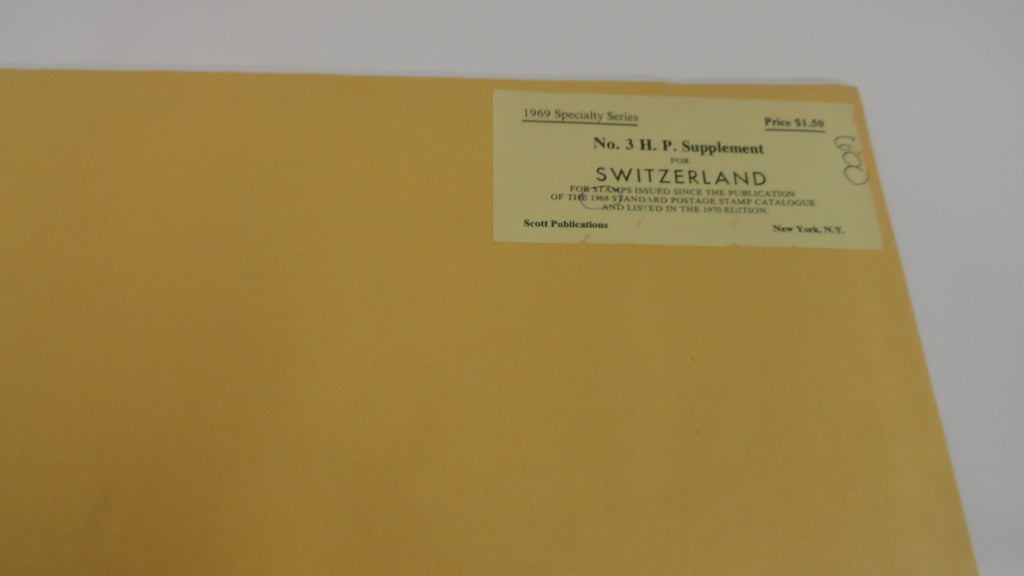 1969 Specialty Series
Price $1.50
No. 3 H. P. Supplement
FOR
SWITZERLAND
FOR STAMPS ISSUED SINCE THE PUBLICATION
OF THE 1968 STANDARD POSTAGE STAMP CATALOGUE
AND LISTED IN THE 1970 EDITION.
Scott Publications
New York, N.Y.